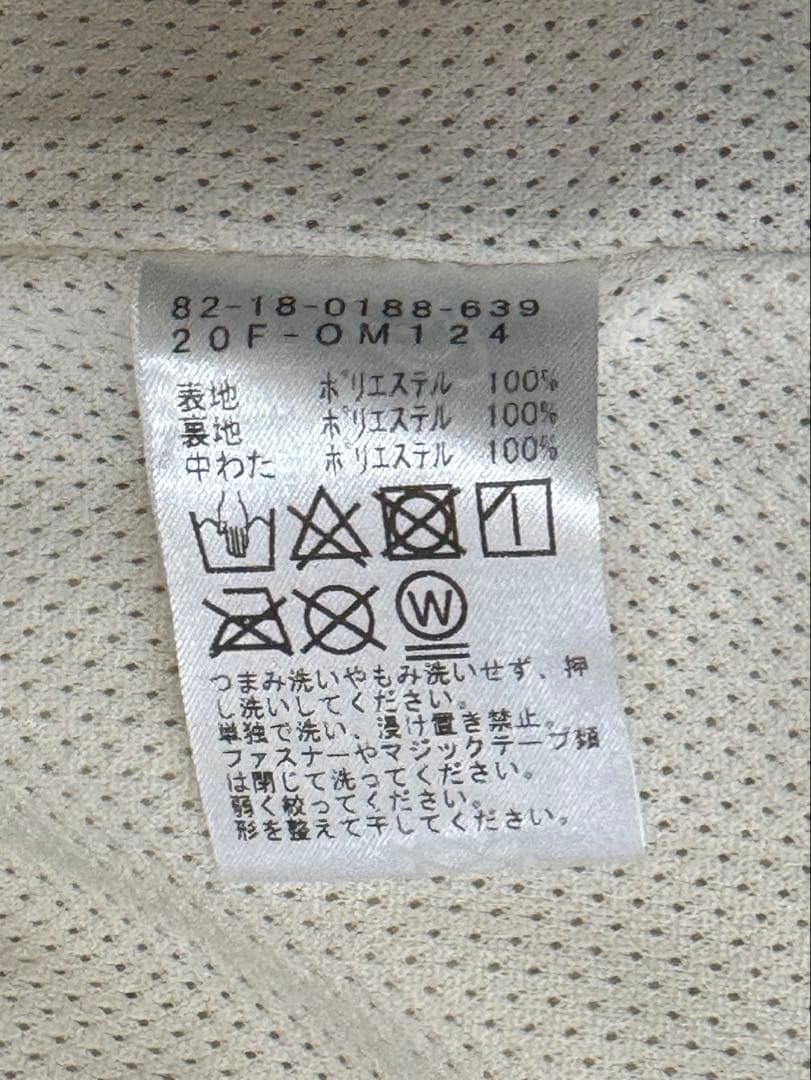 82-18-0188-639
20F-OM124
表地 ポリエステル 100%
裏地 ポリエステル 100%
中わた ポリエステル 100%
W
つまみ洗いやもみ洗いせず、押
し洗いしてください。
単独で洗い、浸け置き禁止。
ファスナーやマジックテープ類
は閉じて洗ってください。
弱く絞ってください。
形を整えて干してください。